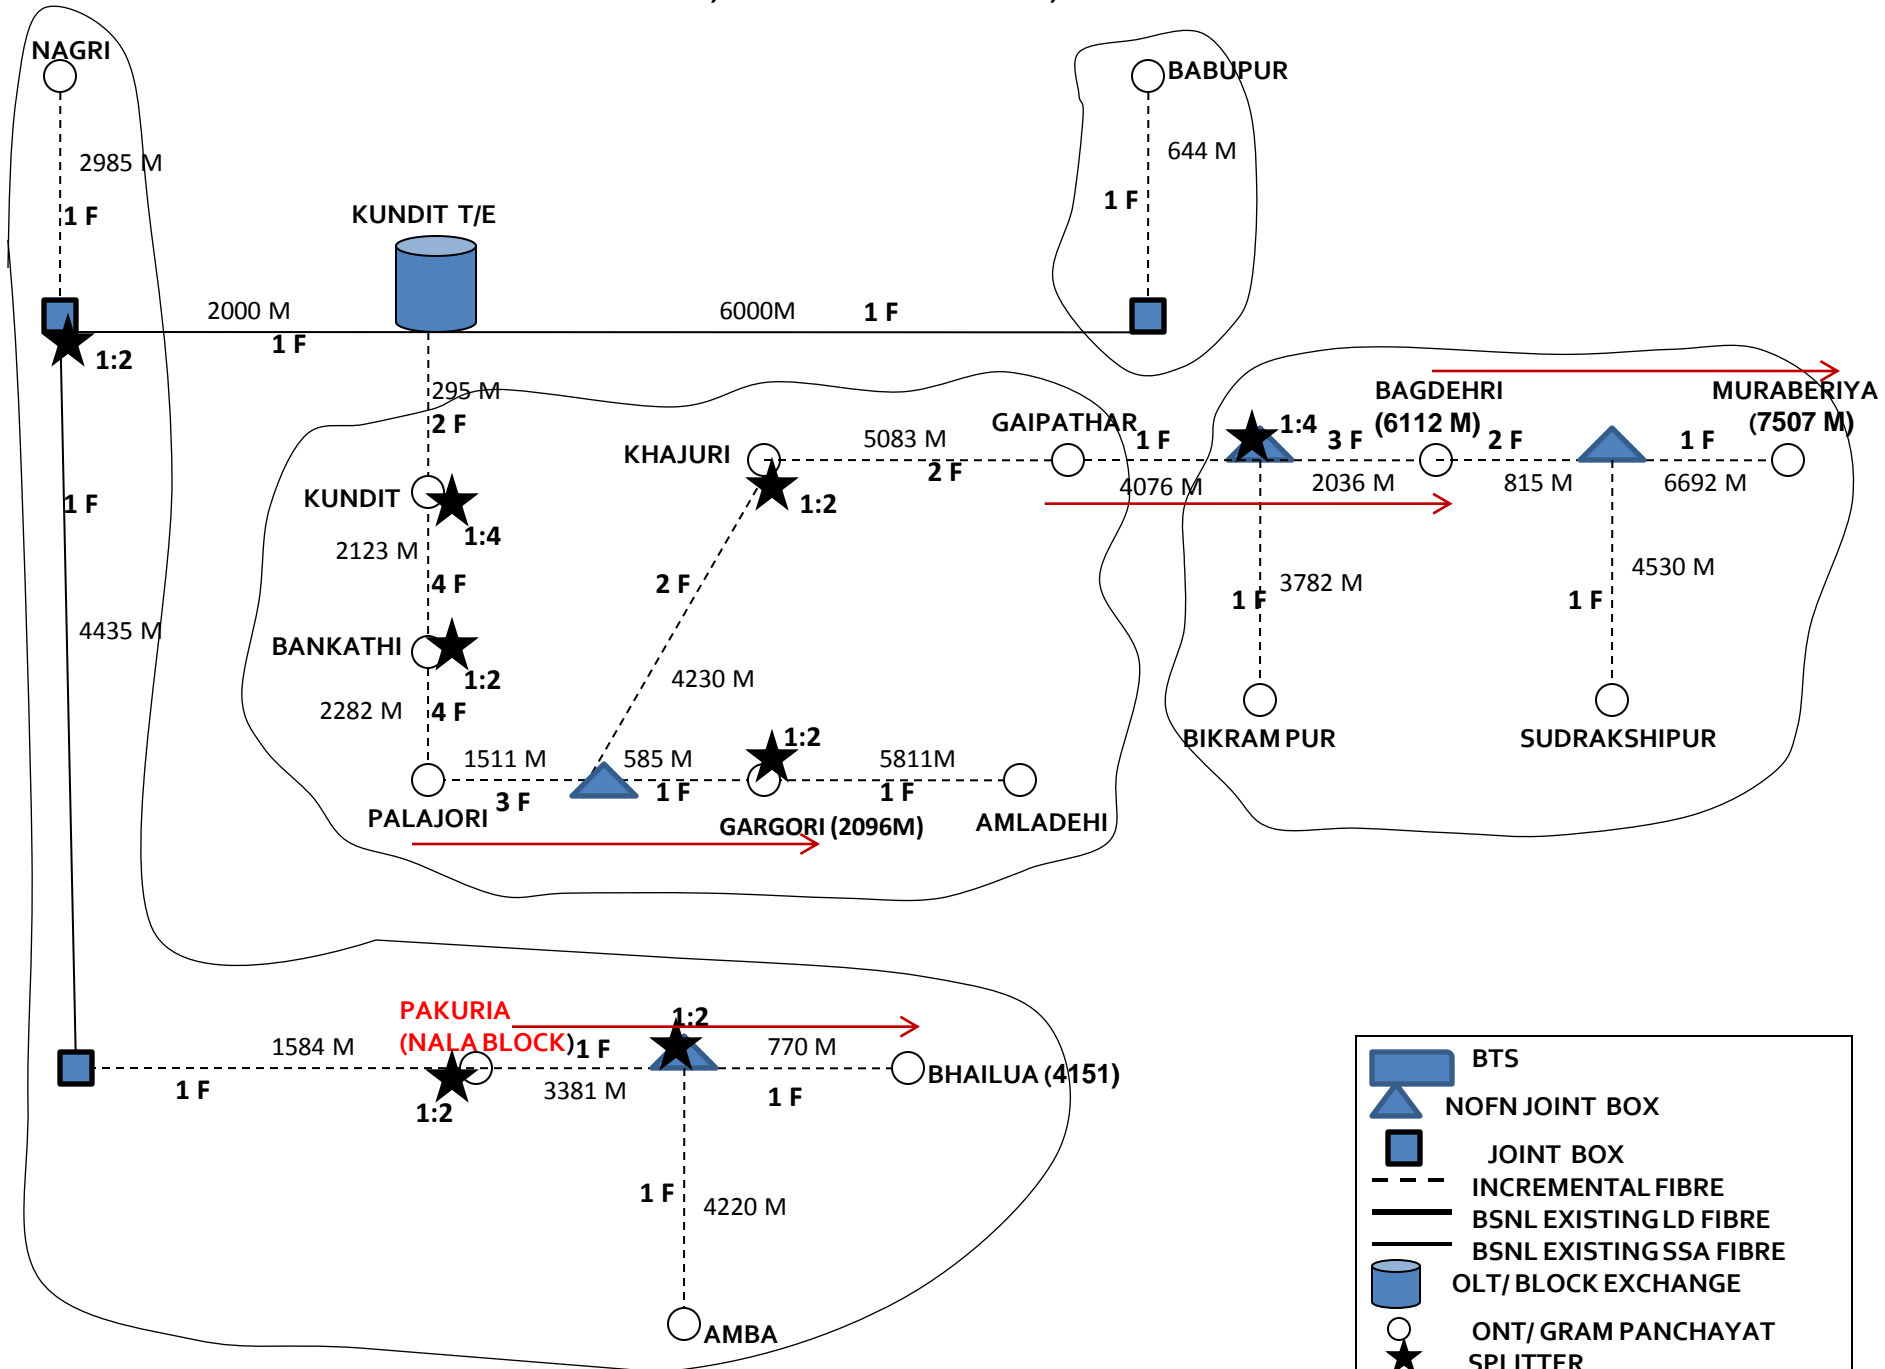 NAGRI
BABUPUR
2985 M
644 M
1 F
1 F
KUNDIT T/E
2000 M
1 F
6000M
1 F
1:2
295 M
2 F
KHAJURI
5083 M
2 F
GAIPATHAR
1 F
4076 M
1:4
3 F
2036 M
BAGDEHRI
(6112 M)
2 F
815 M
1 F
6692 M
MURABERIYA
(7507 M)
1:2
KUNDIT
1:4
2123 M
4 F
1 F
2 F
3782 M
1 F
4530 M
1 F
4435 M
BANKATHI
1:2
4230 M
2282 M
4 F
BIKRAM PUR
SUDRAKSHIPUR
1511 M
3 F
585 M
1 F
1:2
5811M
1 F
PALAJORI
GARGORI (2096M)
AMLADEHI
PAKURIA
(NALA BLOCK)
1 F
1:2
1584 M
1 F
1:2
3381 M
770 M
1 F
BHAILUA (4151)
1 F
4220 M
AMBA
BTS
NOFN JOINT BOX
JOINT BOX
INCREMENTAL FIBRE
BSNL EXISTING LD FIBRE
BSNL EXISTING SSA FIBRE
OLT/ BLOCK EXCHANGE
ONT/ GRAM PANCHAYAT
SPLITTER